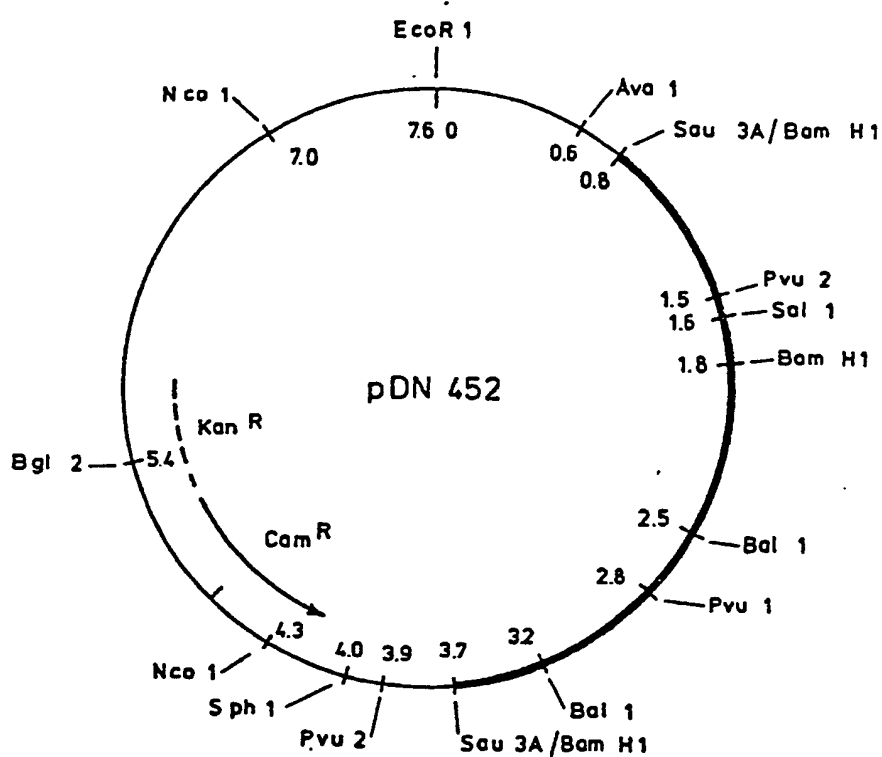 EcoR 1
Nco 1
Ava 1
7.6 0
Sau 3A/Bam H1
7.0
0.6
0.8
Pvu 2
1.5
Sal 1
1.6
1.8
Bam H1
pDN 452
Kan R
Bgl 2
5.4
2.5
Cam R
Bal 1
2.8
Pvu 1
4.3
4.0
3.9
3.7
32
Nco 1
Sph 1
Bal 1
Pvu 2
Sau 3A/Bam H1